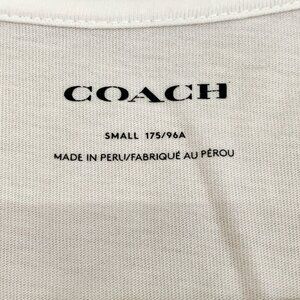 COACH
SMALL 175/96A
MADE IN PERU/FABRIQUÉ AU PÉROU